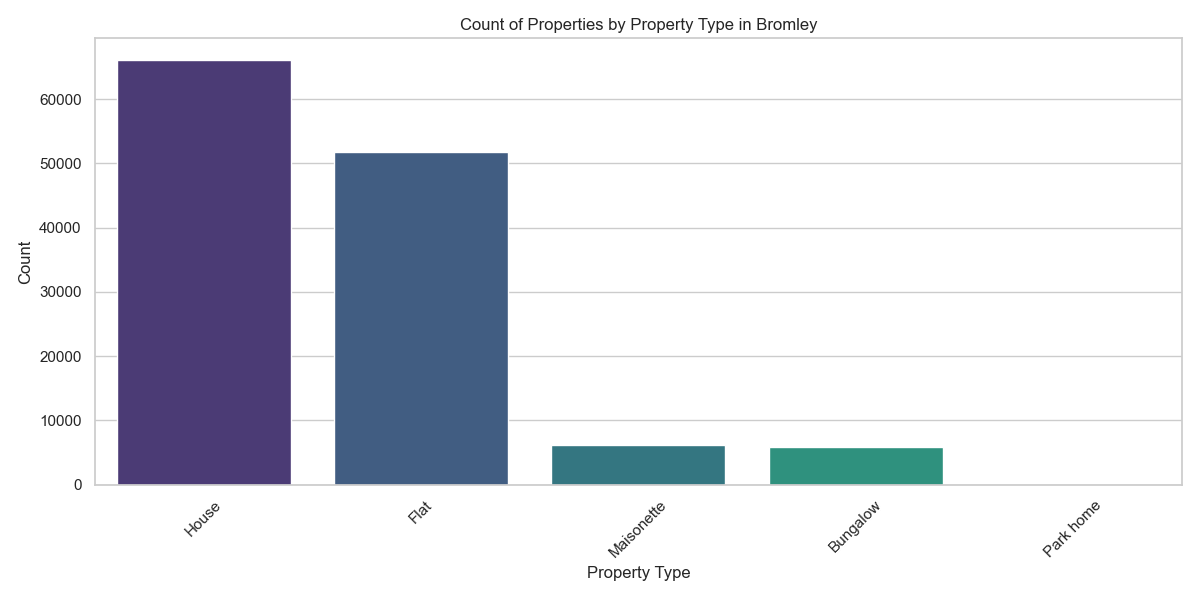 Count of Properties by Property Type in Bromley
Count
60000
50000
40000
30000
20000
10000
0
House
Flat
Maisonette
Bungalow
Park home
Property Type